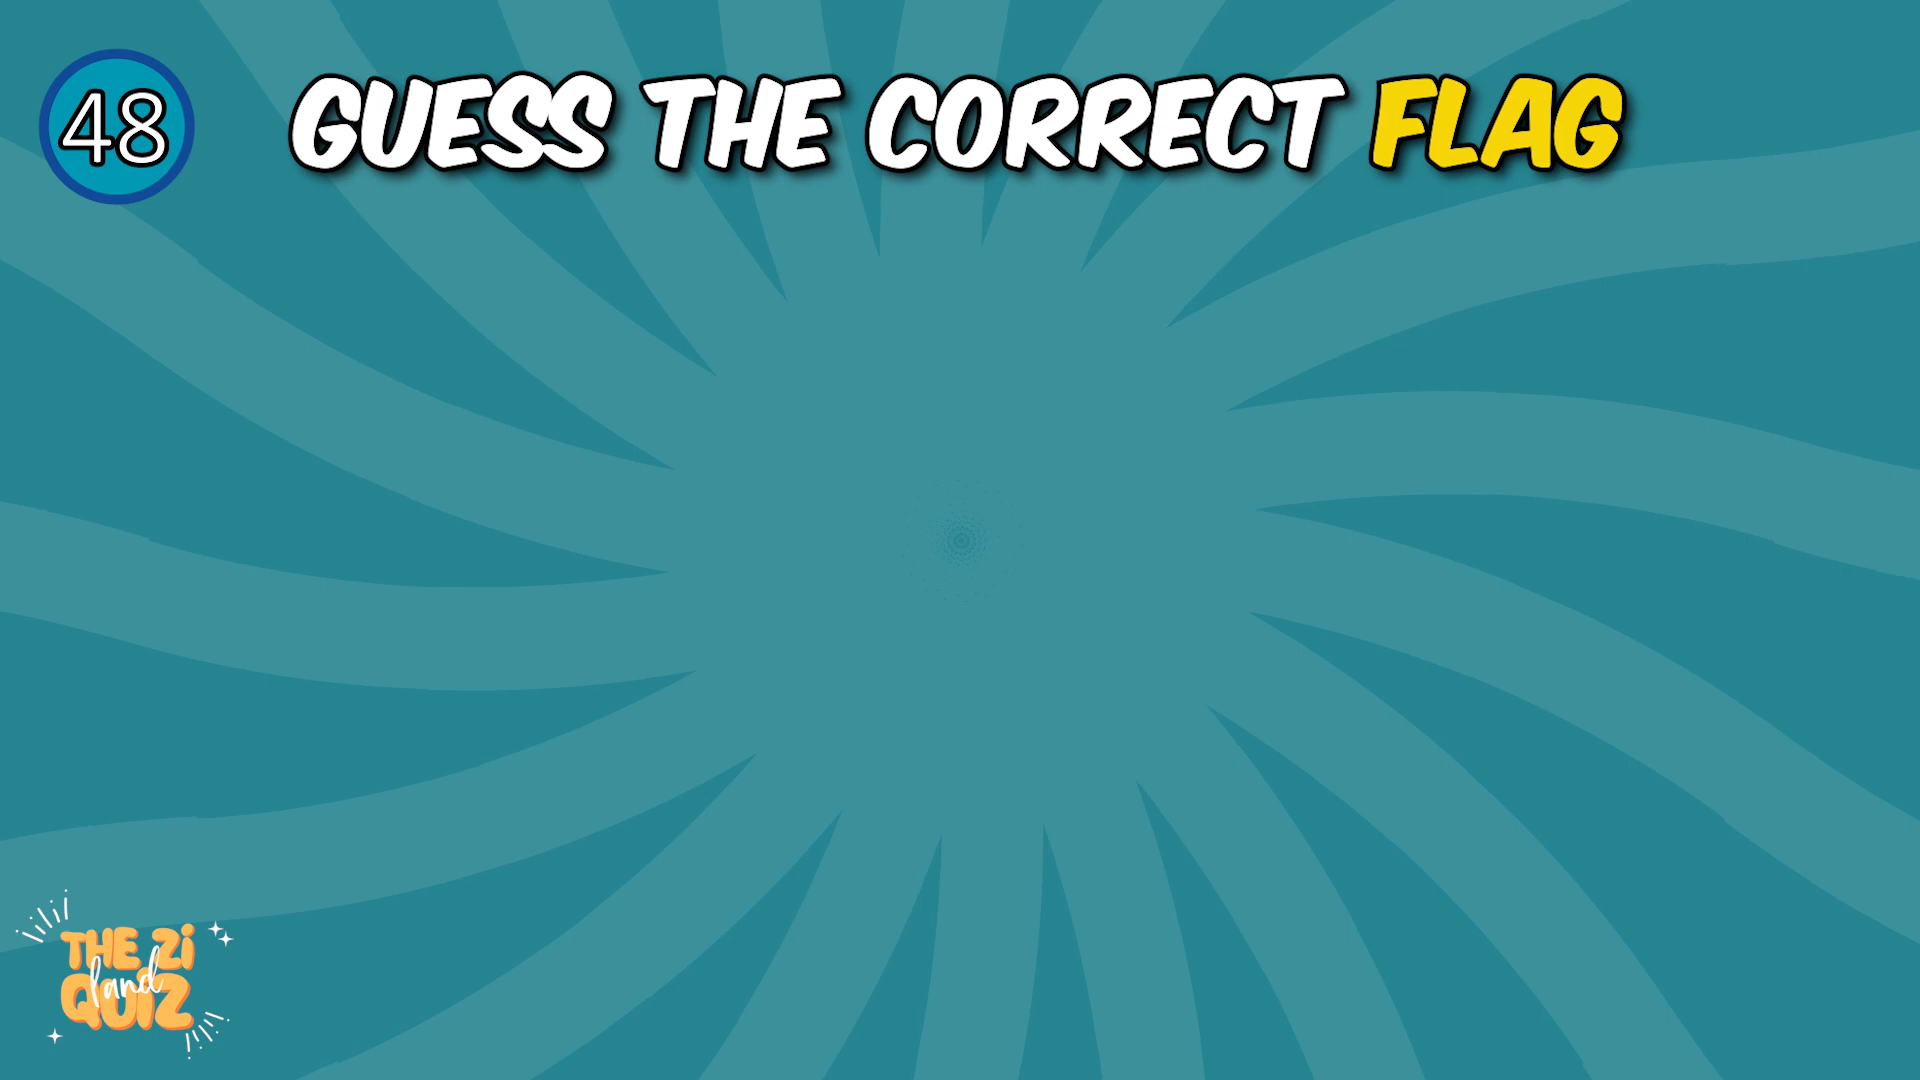 48
GUESS THE CORRECT FLAG
THE Zi
land
QUiZ